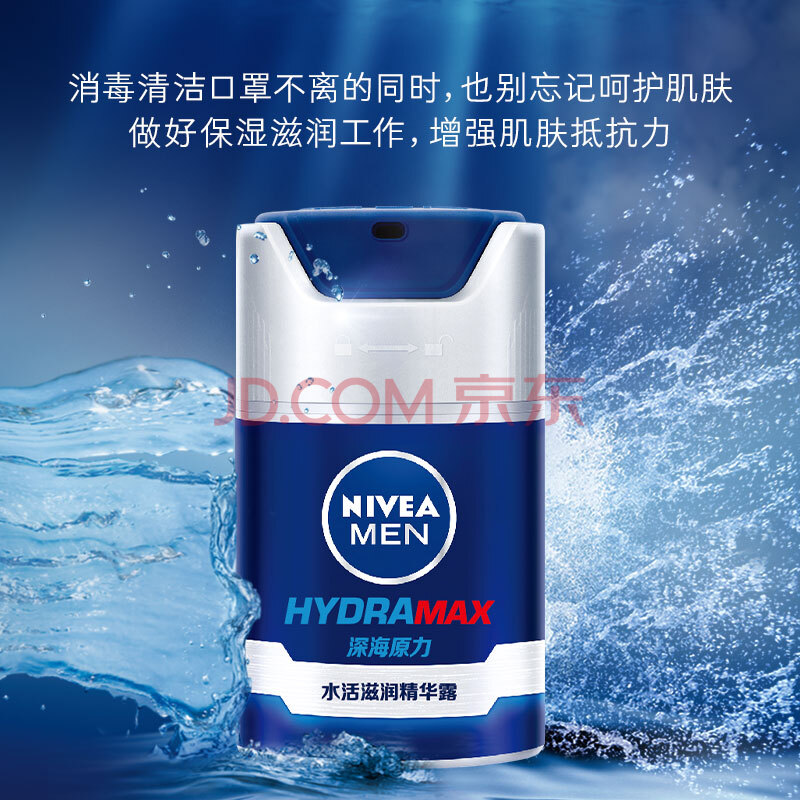 消毒清洁口罩不离的同时,也别忘记呵护肌肤
做好保湿滋润工作,增强肌肤抵抗力
JD.COM 京东
NIVEA
MEN
HYDRAMAX
深海原力
水活滋润精华露